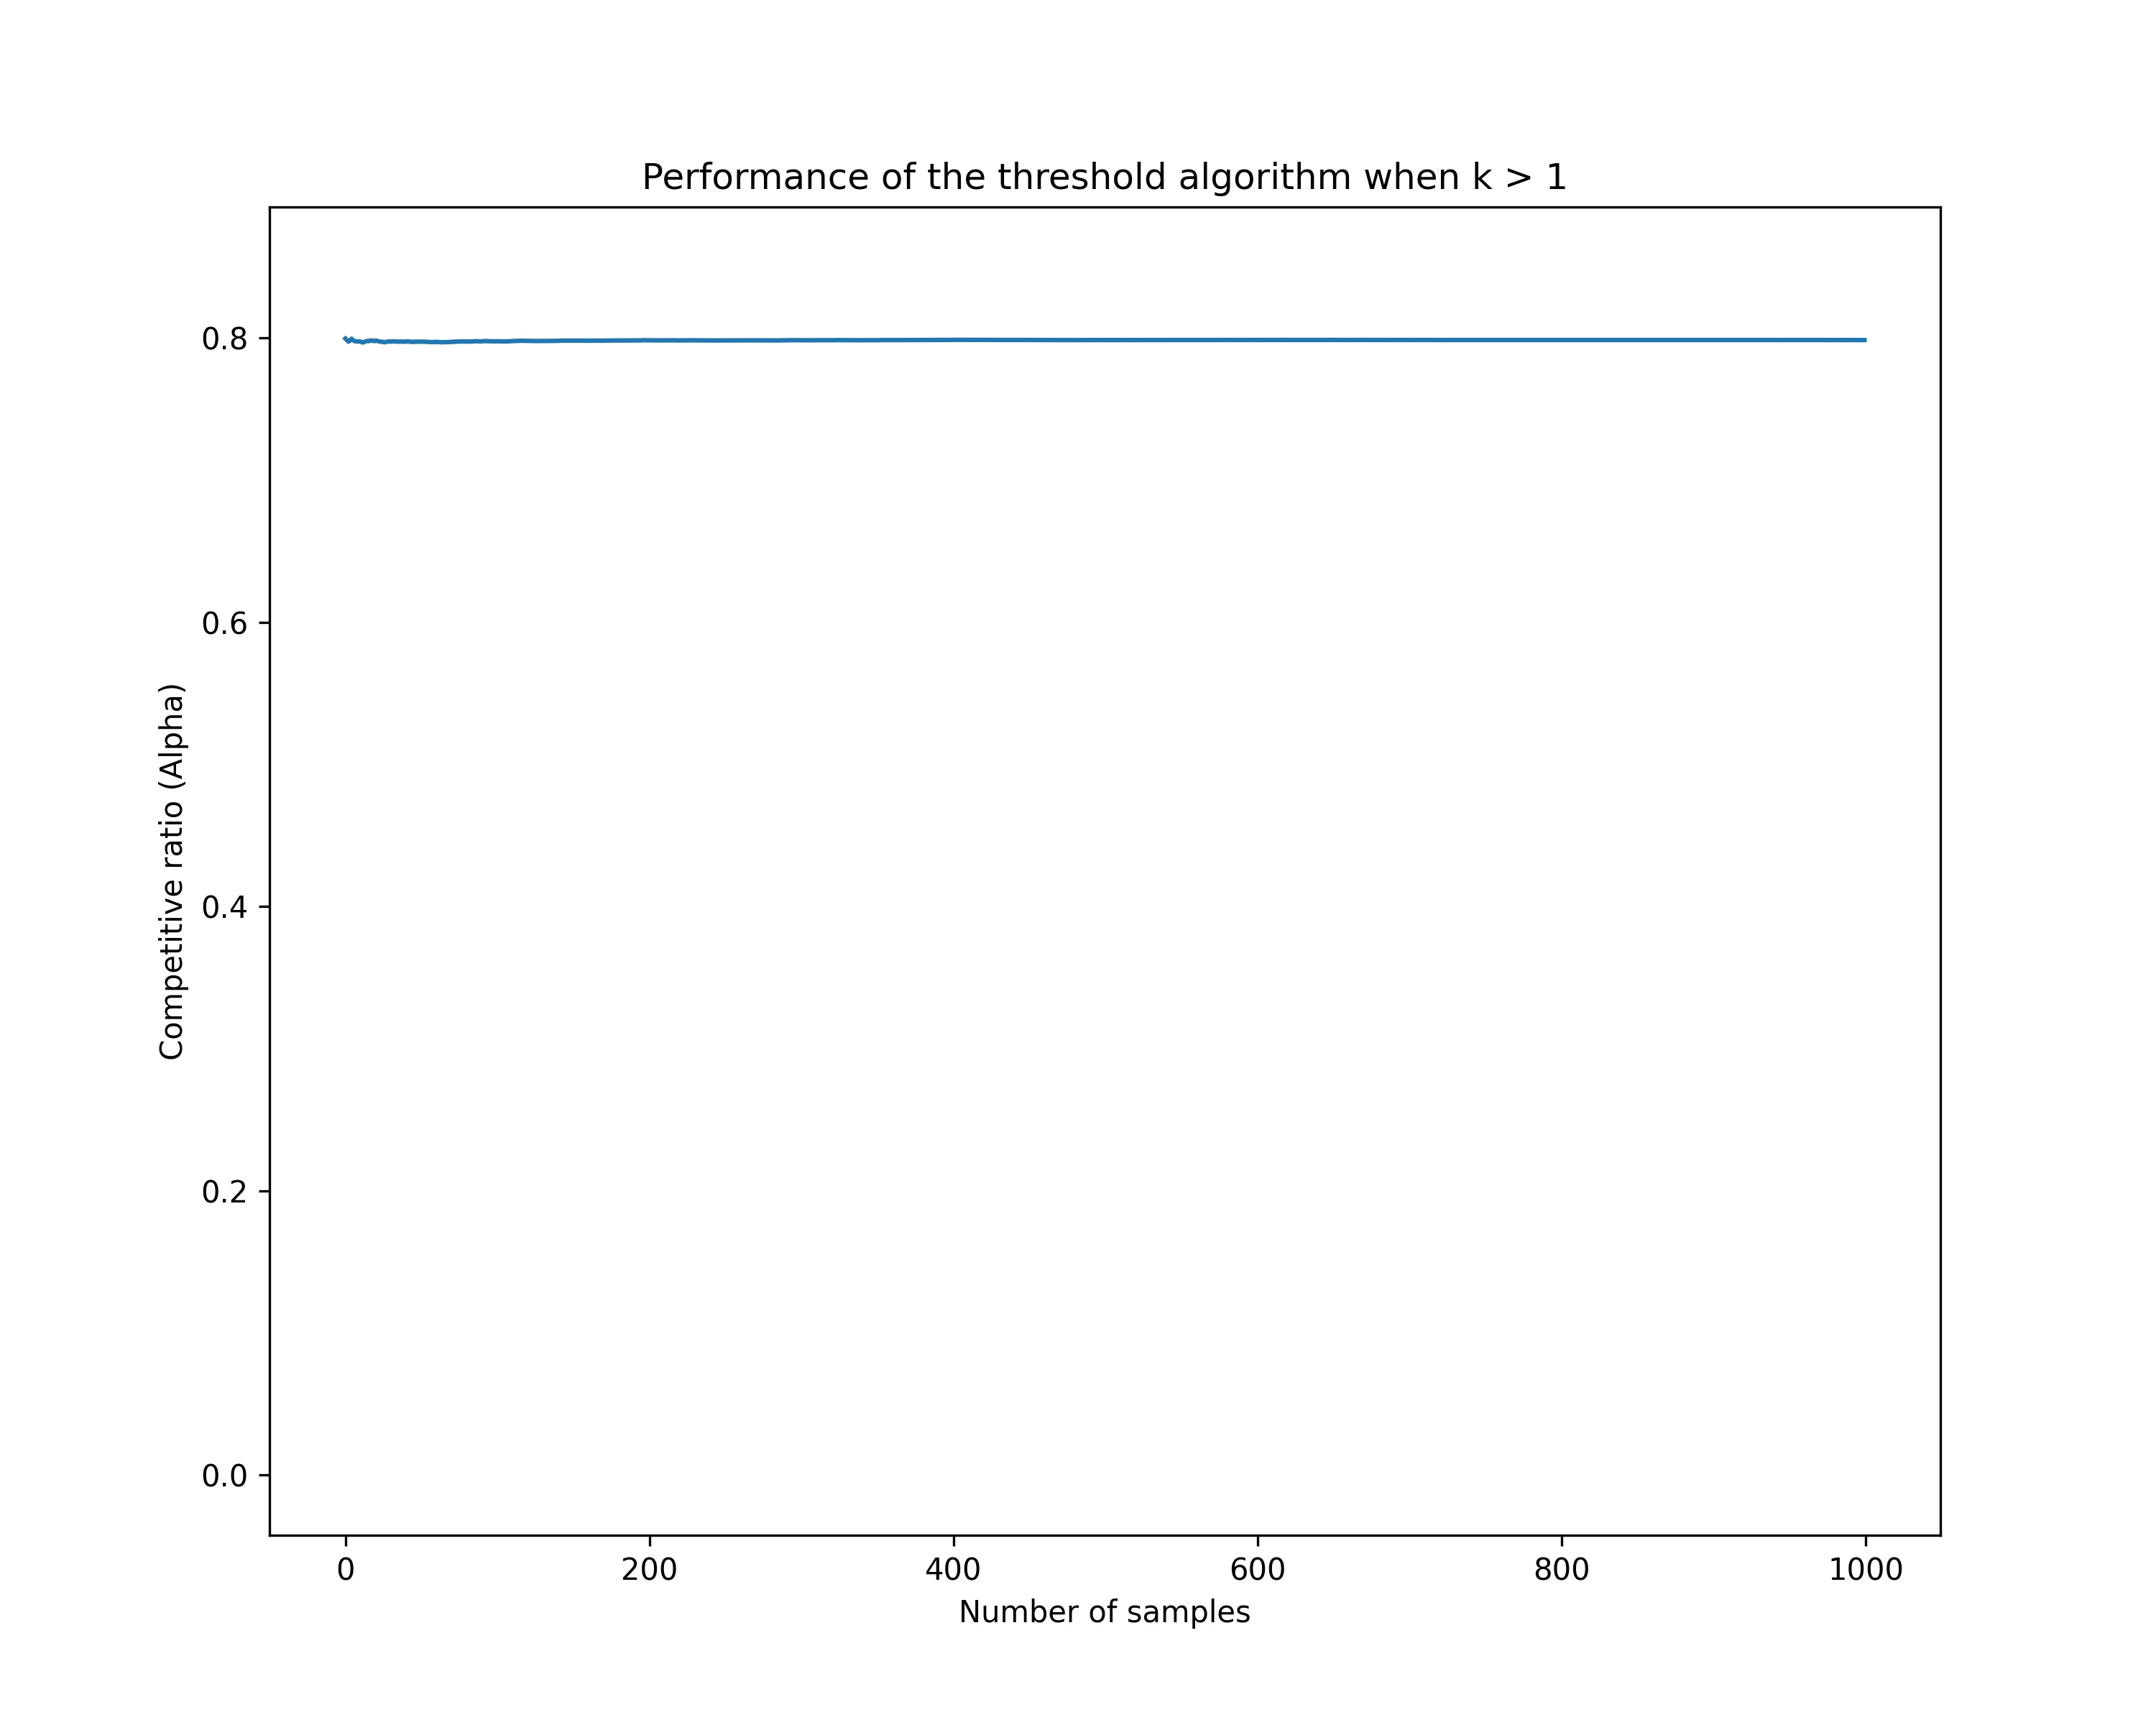 Performance of the threshold algorithm when k > 1
Competitive ratio (Alpha)
0.8
0.6
0.4
0.2
0.0
0 200 400 600 800 1000
Number of samples